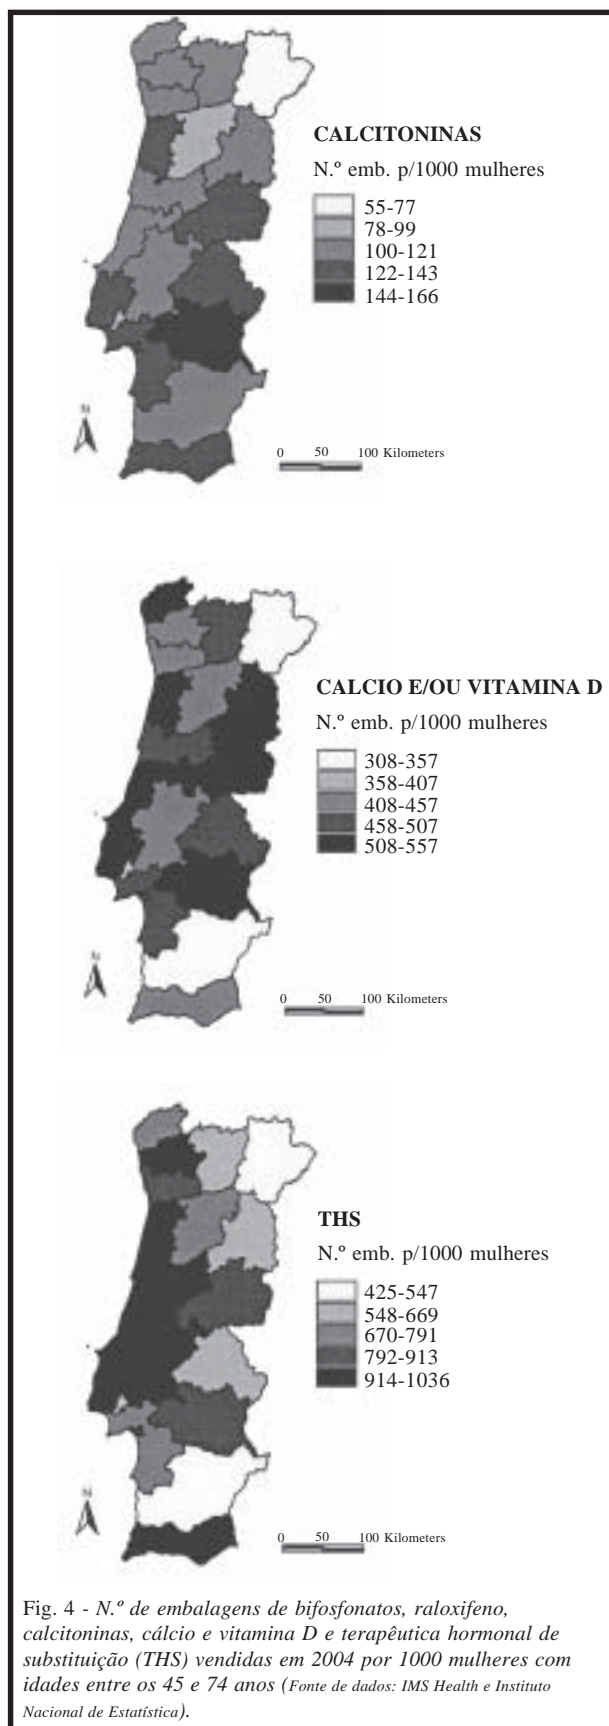 CALCITONINAS
N.º emb. p/1000 mulheres
55-77
78-99
100-121
122-143
144-166
N
0 50 100 Kilometers
CALCIO E/OU VITAMINA D
N.º emb. p/1000 mulheres
308-357
358-407
408-457
458-507
508-557
N
0 50 100 Kilometers
THS
N.º emb. p/1000 mulheres
425-547
548-669
670-791
792-913
914-1036
N
0 50 100 Kilometers
Fig. 4 - N.º de embalagens de bifosfonatos, raloxifeno,
calcitoninas, cálcio e vitamina D e terapêutica hormonal de
substituição (THS) vendidas em 2004 por 1000 mulheres com
idades entre os 45 e 74 anos (Fonte de dados: IMS Health e Instituto
Nacional de Estatística).